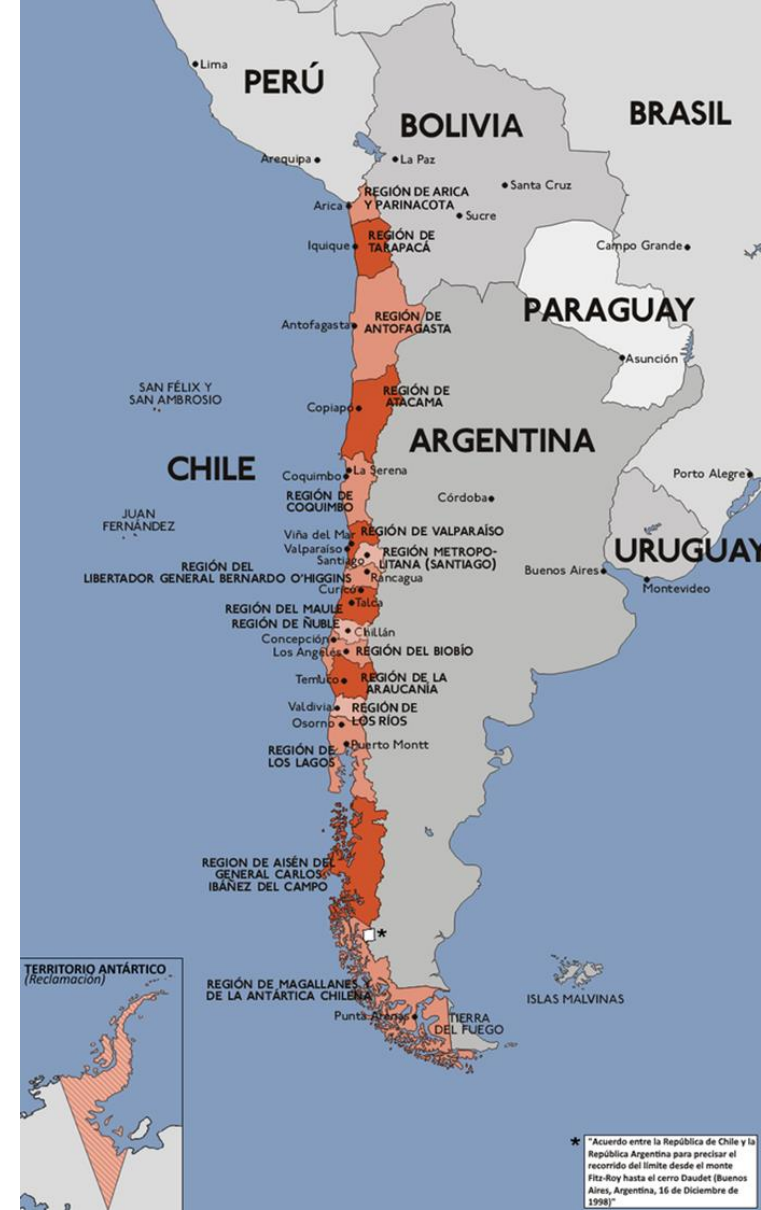 Lima
PERÚ
BOLIVIA
BRASIL
Arequipa
La Paz
Santa Cruz
REGIÓN DE ARICA
Y PARINACOTA
Arica
Sucre
REGIÓN DE
TARAPACÁ
Iquique
Campo Grande
PARAGUAY
REGIÓN DE
ANTOFAGASTA
Antofagasta
Asunción
SAN FÉLIX Y
SAN AMBROSIO
REGIÓN DE
ATACAMA
Copiapó
ARGENTINA
CHILE
La Serena
Coquimbo
Porto Alegre
REGIÓN DE
COQUIMBO
Córdoba
JUAN
FERNÁNDEZ
Viña del Mar
REGIÓN DE VALPARAÍSO
Valparaíso
URUGUAY
Santiago
REGIÓN METROPO-
LITANA (SANTIAGO)
REGIÓN DEL
LIBERTADOR GENERAL BERNARDO O'HIGGINS
Rancagua
Buenos Aires
Montevideo
Curicó
Talca
REGIÓN DEL MAULE
REGIÓN DE ÑUBLE
Chillán
Concepción
Los Angeles
REGIÓN DEL BIOBÍO
Temuco
REGIÓN DE LA
ARAUCANÍA
Valdivia
REGIÓN DE
LOS RÍOS
Osorno
Puerto Montt
REGIÓN DE
LOS LAGOS
REGION DE AISÉN DEL
GENERAL CARLOS
IBÁÑEZ DEL CAMPO
*
TERRITORIO ANTÁRTICO
(Reclamación)
REGIÓN DE MAGALLANES Y
DE LA ANTÁRTICA CHILENA
ISLAS MALVINAS
Punta Arenas
TIERRA
DEL FUEGO
* "Acuerdo entre la República de Chile y la
República Argentina para precisar el
recorrido del límite desde el monte
Fitz-Roy hasta el cerro Daudet (Buenos
Aires, Argentina, 16 de Diciembre de
1998)"